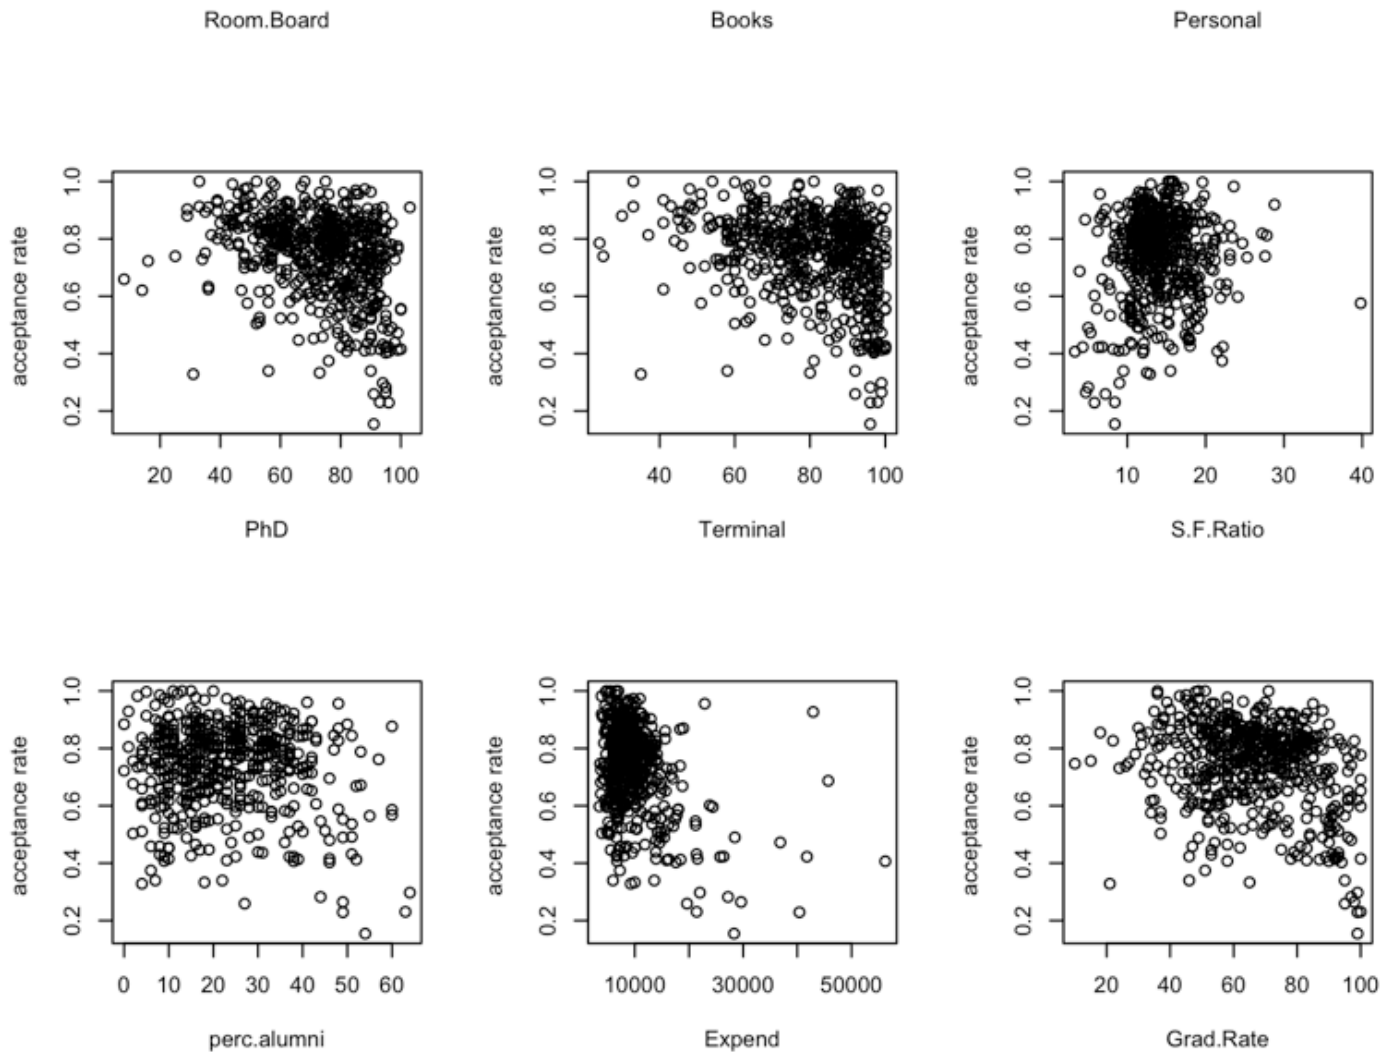 Room.Board Books Personal
acceptance rate
1.0
0.8
0.6
0.4
0.2
20 40 60 80 100
PhD
acceptance rate
1.0
0.8
0.6
0.4
0.2
40 60 80 100
Terminal
acceptance rate
1.0
0.8
0.6
0.4
0.2
10 20 30 40
S.F.Ratio
acceptance rate
1.0
0.8
0.6
0.4
0.2
0 10 20 30 40 50 60
perc.alumni
acceptance rate
1.0
0.8
0.6
0.4
0.2
10000 30000 50000
Expend
acceptance rate
1.0
0.8
0.6
0.4
0.2
20 40 60 80 100
Grad.Rate